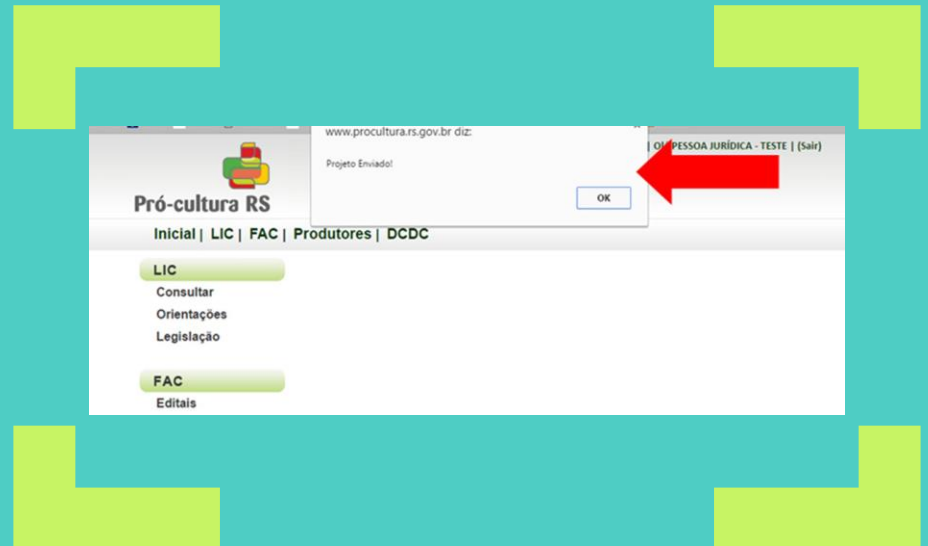 www.procultura.rs.gov.br diz:
PESSOA JURÍDICA - TESTE | (Sair)
Projeto Enviado!
OK
Pró-cultura RS
Inicial | LIC | FAC | Produtores | DCDC
LIC
Consultar
Orientações
Legislação
FAC
Editais